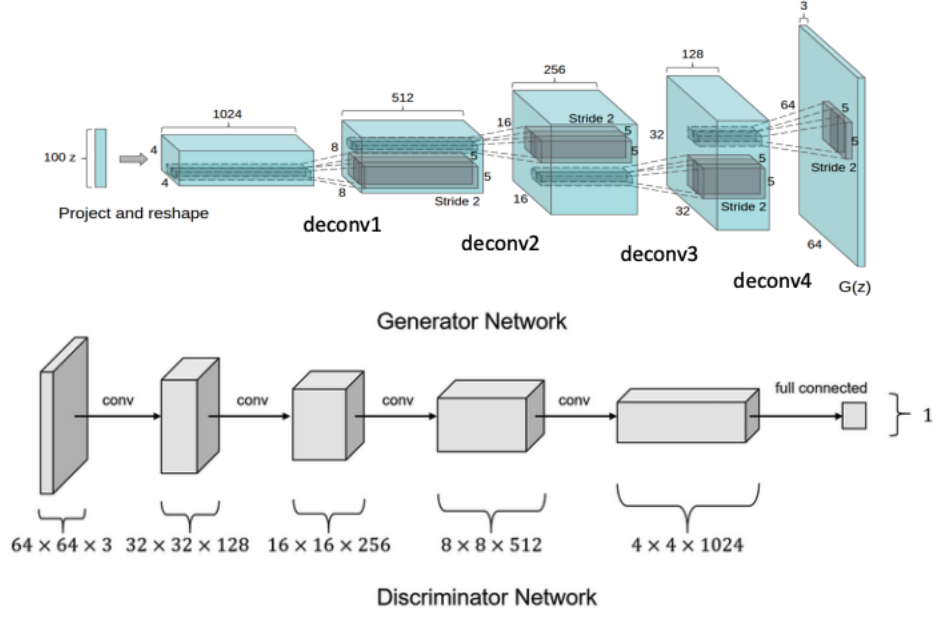 3
128
256
512
1024
64
5
5
Stride 2
16
5
5
Stride 2
32
8
5
5
Stride 2
4
100 z
4
8
16
5
5
Stride 2
32
64
Project and reshape
deconv1
deconv2
deconv3
deconv4
G(z)
Generator Network
conv
conv
conv
conv
full connected
1
64 × 64 × 3
32 × 32 × 128
16 × 16 × 256
8 × 8 × 512
4 × 4 × 1024
Discriminator Network